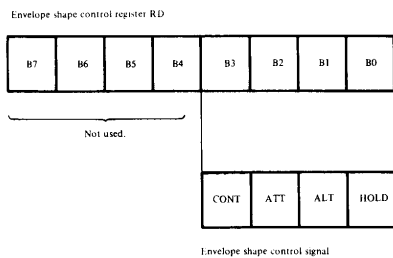 Envelope shape control register RD
B7 B6 B5 B4 B3 B2 B1 B0
Not used.
CONT ATT ALT HOLD
Envelope shape control signal